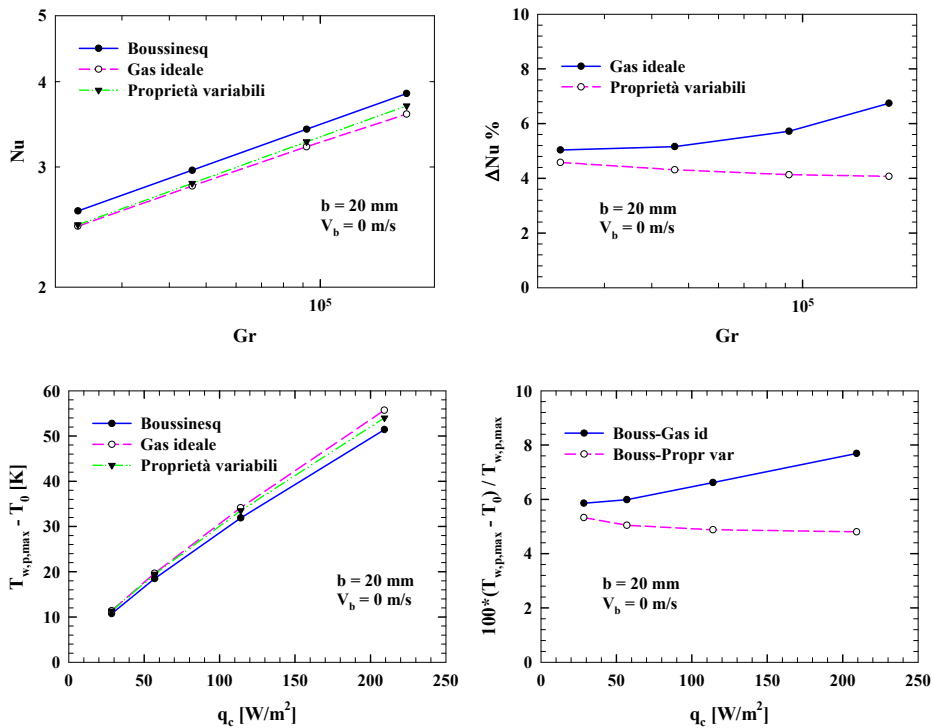 5
4
3
2
Nu
Boussinesq
Gas ideale
Proprietà variabili
b = 20 mm
V_b = 0 m/s
10^5
Gr
10
8
6
4
2
0
ΔNu %
Gas ideale
Proprietà variabili
b = 20 mm
V_b = 0 m/s
10^5
Gr
60
50
40
30
20
10
0
T_w,p,max - T_0 [K]
Boussinesq
Gas ideale
Proprietà variabili
b = 20 mm
V_b = 0 m/s
0 50 100 150 200 250
q_c [W/m^2]
10
8
6
4
2
0
100*(T_w,p,max - T_0) / T_w,p,max
Bouss-Gas id
Bouss-Propr var
b = 20 mm
V_b = 0 m/s
0 50 100 150 200 250
q_c [W/m^2]